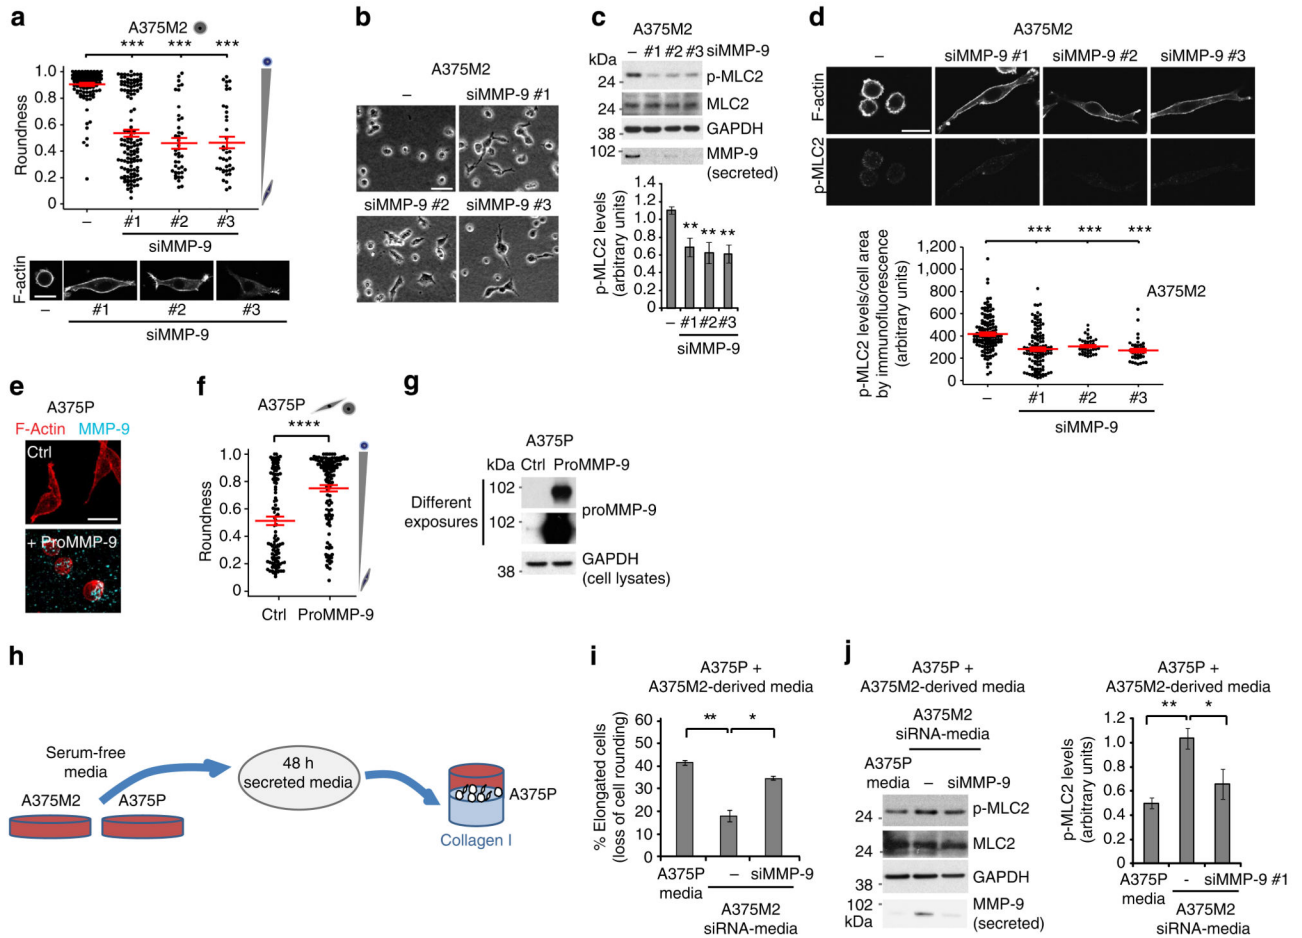 a
A375M2
*** *** ***
Roundness
1.0
0.8
0.6
0.4
0.2
0
– #1 #2 #3
siMMP-9
F-actin
– #1 #2 #3
siMMP-9
b
A375M2
– siMMP-9 #1
siMMP-9 #2 siMMP-9 #3
c
A375M2
kDa – #1 #2 #3 siMMP-9
24 p-MLC2
24 MLC2
38 GAPDH
102 MMP-9
(secreted)
p-MLC2 levels
(arbitrary units)
1.4
1.2
1.0
0.8
0.6
0.4
0.2
0
** ** **
– #1 #2 #3
siMMP-9
d
A375M2
– siMMP-9 #1 siMMP-9 #2 siMMP-9 #3
F-actin
p-MLC2
*** *** ***
A375M2
p-MLC2 levels/cell area
by immunofluorescence
(arbitrary units)
1,200
1,000
800
600
400
200
0
– #1 #2 #3
siMMP-9
e
A375P
F-Actin MMP-9
Ctrl
+ ProMMP-9
f
A375P
****
Roundness
1.0
0.8
0.6
0.4
0.2
0
Ctrl ProMMP-9
g
A375P
kDa Ctrl ProMMP-9
Different
exposures
102
102
proMMP-9
38
GAPDH
(cell lysates)
h
Serum-free
media
A375M2 A375P
48 h
secreted media
A375P
Collagen I
i
A375P +
A375M2-derived media
** *
% Elongated cells
(loss of cell rounding)
60
50
40
30
20
10
0
A375P
media
– siMMP-9
A375M2
siRNA-media
j
A375P +
A375M2-derived media
A375M2
siRNA-media
A375P
media – siMMP-9
24 p-MLC2
24 MLC2
38 GAPDH
102
kDa
MMP-9
(secreted)
A375P +
A375M2-derived media
** *
p-MLC2 levels
(arbitrary units)
1.2
1.0
0.8
0.6
0.4
0.2
0
A375P
media
- siMMP-9 #1
A375M2
siRNA-media